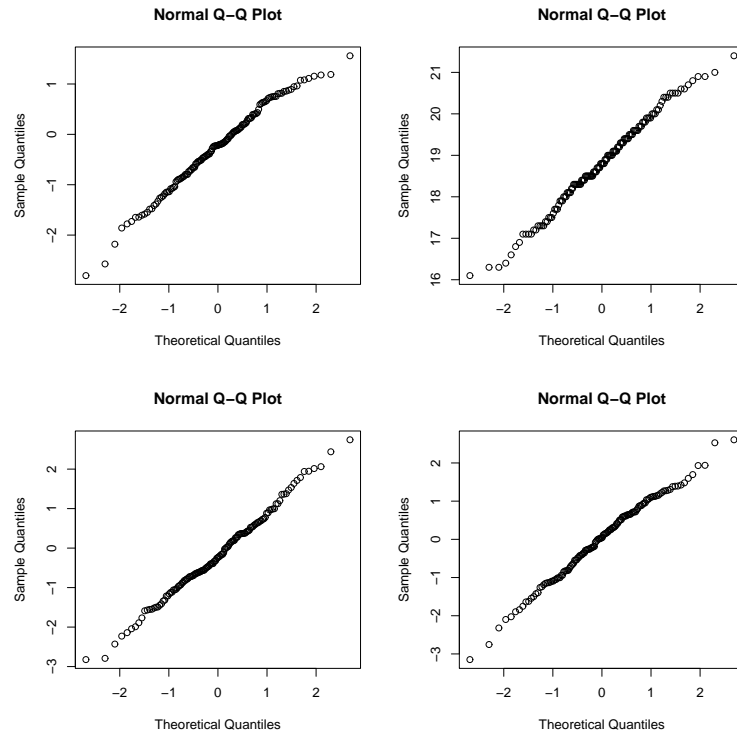 Normal Q−Q Plot
Sample Quantiles
1
0
−1
−2
−2 −1 0 1 2
Theoretical Quantiles
Normal Q−Q Plot
Sample Quantiles
21
20
19
18
17
16
−2 −1 0 1 2
Theoretical Quantiles
Normal Q−Q Plot
Sample Quantiles
2
1
0
−1
−2
−3
−2 −1 0 1 2
Theoretical Quantiles
Normal Q−Q Plot
Sample Quantiles
2
1
0
−1
−2
−3
−2 −1 0 1 2
Theoretical Quantiles